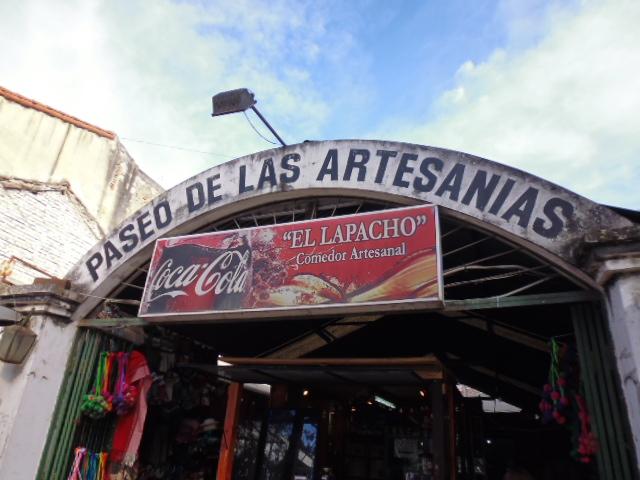 PASEO DE LAS ARTESANIAS
"EL LAPACHO"
Comedor Artesanal
Coca-Cola